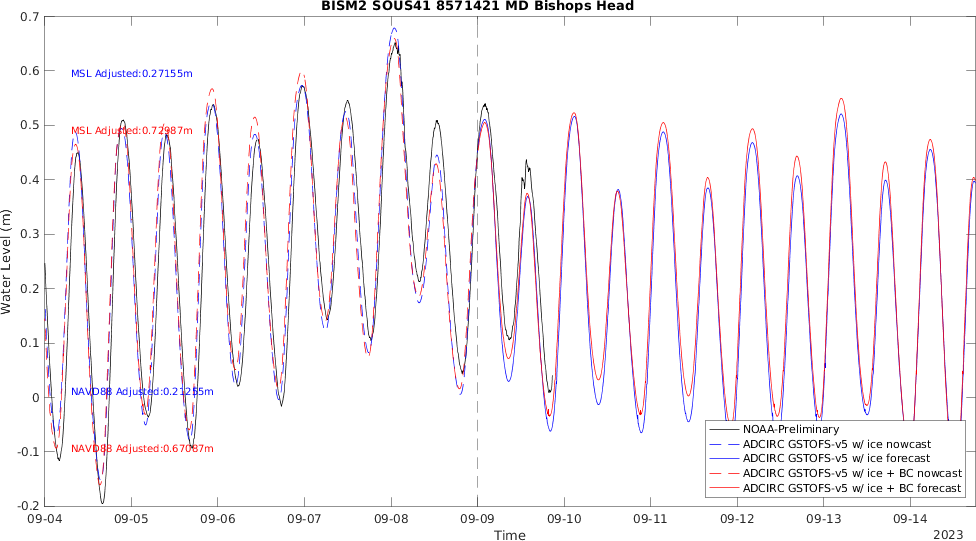 BISM2 SOUS41 8571421 MD Bishops Head
0.7
0.6
0.5
0.4
0.3
0.2
0.1
0
-0.1
-0.2
Water Level (m)
MSL Adjusted:0.27155m
MSL Adjusted:0.72987m
NAVD88 Adjusted:0.21255m
NAVD88 Adjusted:0.67087m
NOAA-Preliminary
ADCIRC GSTOFS-v5 w/ ice nowcast
ADCIRC GSTOFS-v5 w/ ice forecast
ADCIRC GSTOFS-v5 w/ ice + BC nowcast
ADCIRC GSTOFS-v5 w/ ice + BC forecast
09-04 09-05 09-06 09-07 09-08 09-09 09-10 09-11 09-12 09-13 09-14
Time
2023